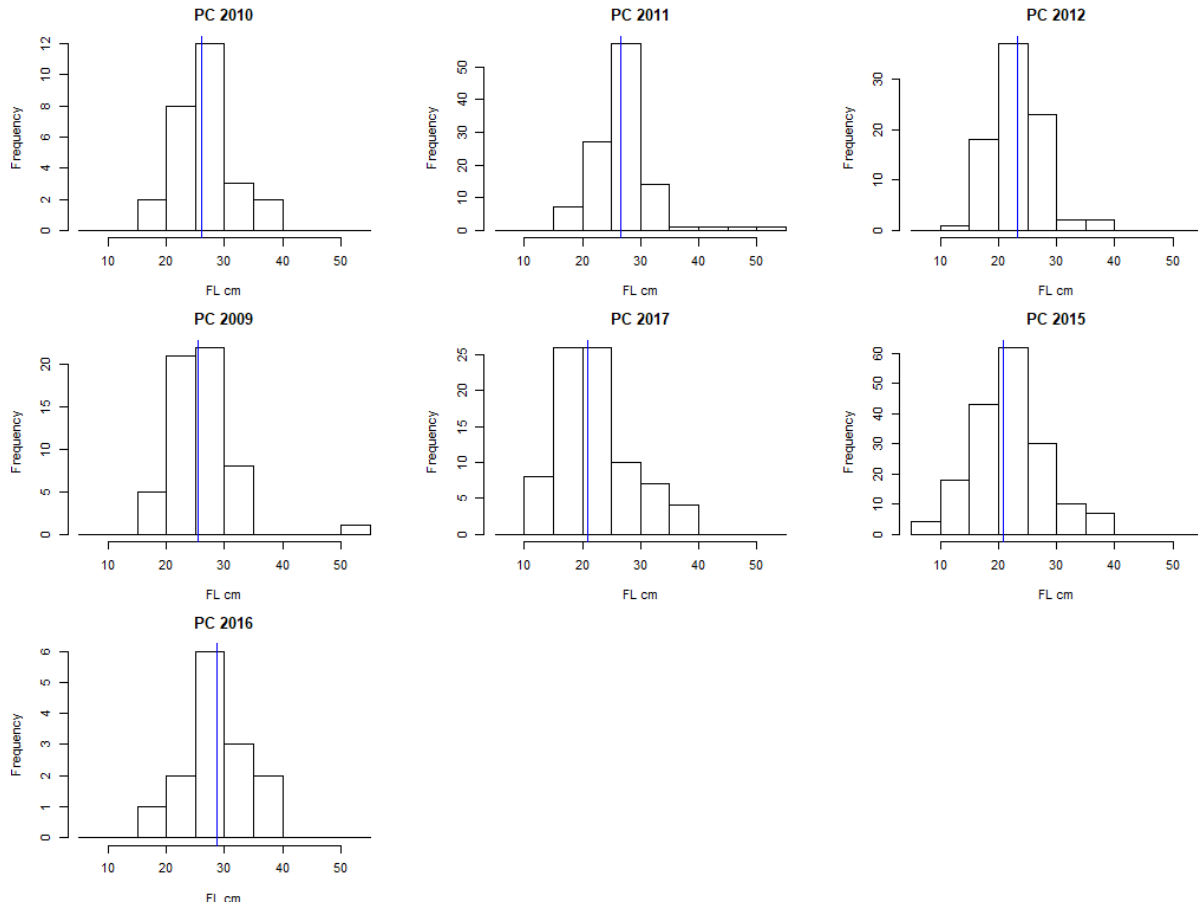 PC 2010
Frequency
0 2 4 6 8 10 12
10 20 30 40 50
FL cm
PC 2011
Frequency
0 10 20 30 40 50
10 20 30 40 50
FL cm
PC 2012
Frequency
0 10 20 30
10 20 30 40 50
FL cm
PC 2009
Frequency
0 5 10 15 20
10 20 30 40 50
FL cm
PC 2017
Frequency
0 5 10 15 20 25
10 20 30 40 50
FL cm
PC 2015
Frequency
0 10 20 30 40 50 60
10 20 30 40 50
FL cm
PC 2016
Frequency
0 1 2 3 4 5 6
10 20 30 40 50
FL cm